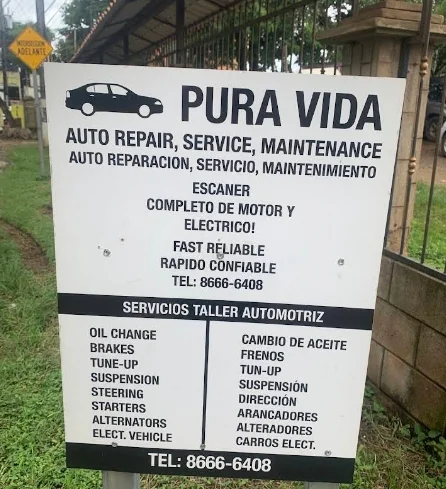 INTERSECCION
ADELANTE
PURA VIDA
AUTO REPAIR, SERVICE, MAINTENANCE
AUTO REPARACION, SERVICIO, MAINTENIMIENTO
ESCANER
COMPLETO DE MOTOR Y
ELECTRICO!
FAST RELIABLE
RAPIDO CONFIABLE
TEL: 8666-6408
SERVICIOS TALLER AUTOMOTRIZ
OIL CHANGE
BRAKES
TUNE-UP
SUSPENSION
STEERING
STARTERS
ALTERNATORS
ELECT. VEHICLE
CAMBIO DE ACEITE
FRENOS
TUN-UP
SUSPENSIÓN
DIRECCIÓN
ARANCADORES
ALTERADORES
CARROS ELECT.
TEL: 8666-6408